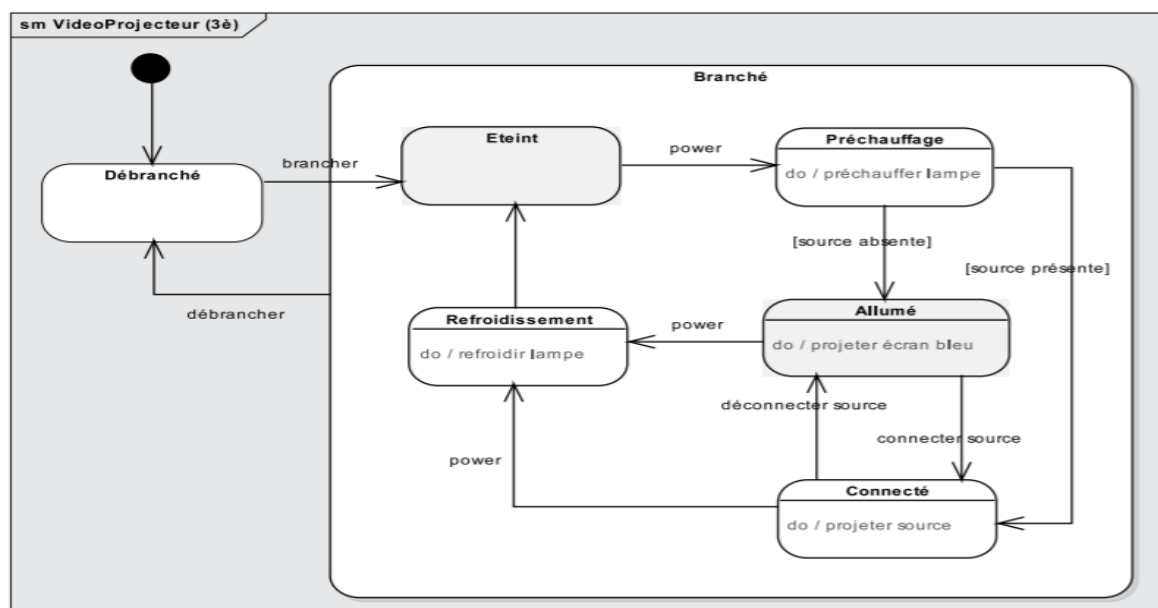 sm VideoProjecteur (3è)
Branché
Eteint
power
Préchauffage
do / préchauffer lampe
brancher
Débranché
[source absente]
[source présente]
débrancher
Refroidissement
do / refroidir lampe
power
Allumé
do / projeter écran bleu
déconnecter source
connecter source
power
Connecté
do / projeter source